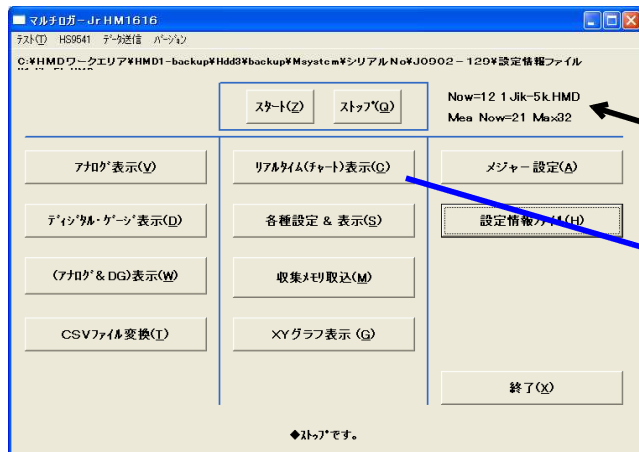 マルチロガーJr HM1616
テスト(T) HS9541 データ送信 バージョン
C:¥HMDワークエリア¥HMD1-backup¥Hdd3¥backup¥Msystem¥シリアルNo¥J0902-129¥設定情報ファイル
スタート(Z) ストップ(Q)
Now=12 1Jik-5k.HMD
Mea Now=21 Max32
アナログ表示(V) リアルタイム(チャート)表示(C) メジャー設定(A)
ディジタル・ゲージ表示(D) 各種設定 & 表示(S) 設定情報ファイル(H)
(アナログ& DG)表示(W) 収集メモリ取込(M)
CSVファイル変換(T) XYグラフ表示 (G)
終了(X)
◆ストップです。